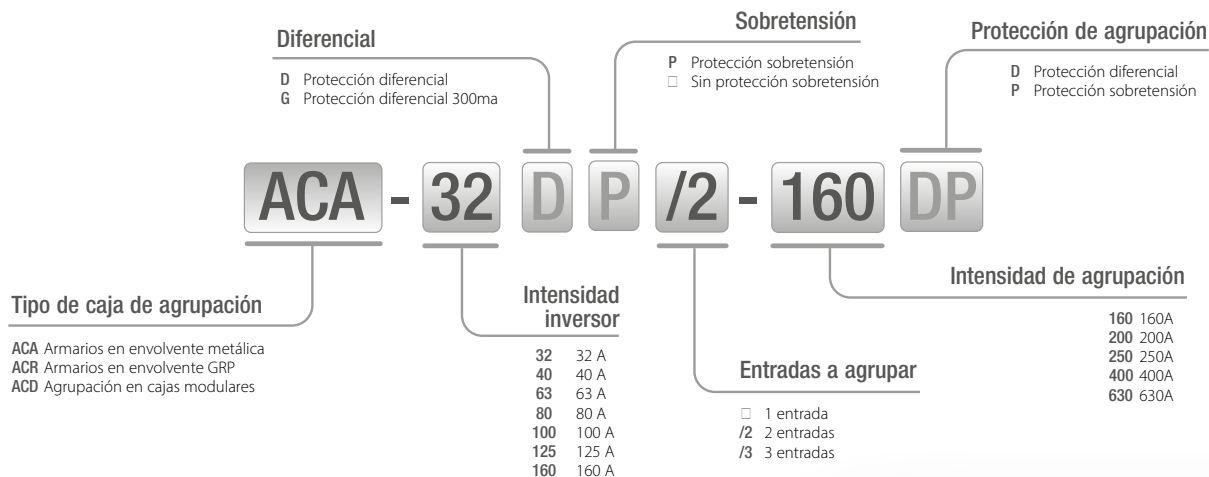 Diferencial
D Protección diferencial
G Protección diferencial 300ma
Sobretensión
P Protección sobretensión
□ Sin protección sobretensión
Protección de agrupación
D Protección diferencial
P Protección sobretensión
ACA - 32 D P /2 - 160 DP
Tipo de caja de agrupación
ACA Armarios en envolvente metálica
ACR Armarios en envolvente GRP
ACD Agrupación en cajas modulares
Intensidad
inversor
32 32 A
40 40 A
63 63 A
80 80 A
100 100 A
125 125 A
160 160 A
Entradas a agrupar
□ 1 entrada
/2 2 entradas
/3 3 entradas
Intensidad de agrupación
160 160A
200 200A
250 250A
400 400A
630 630A